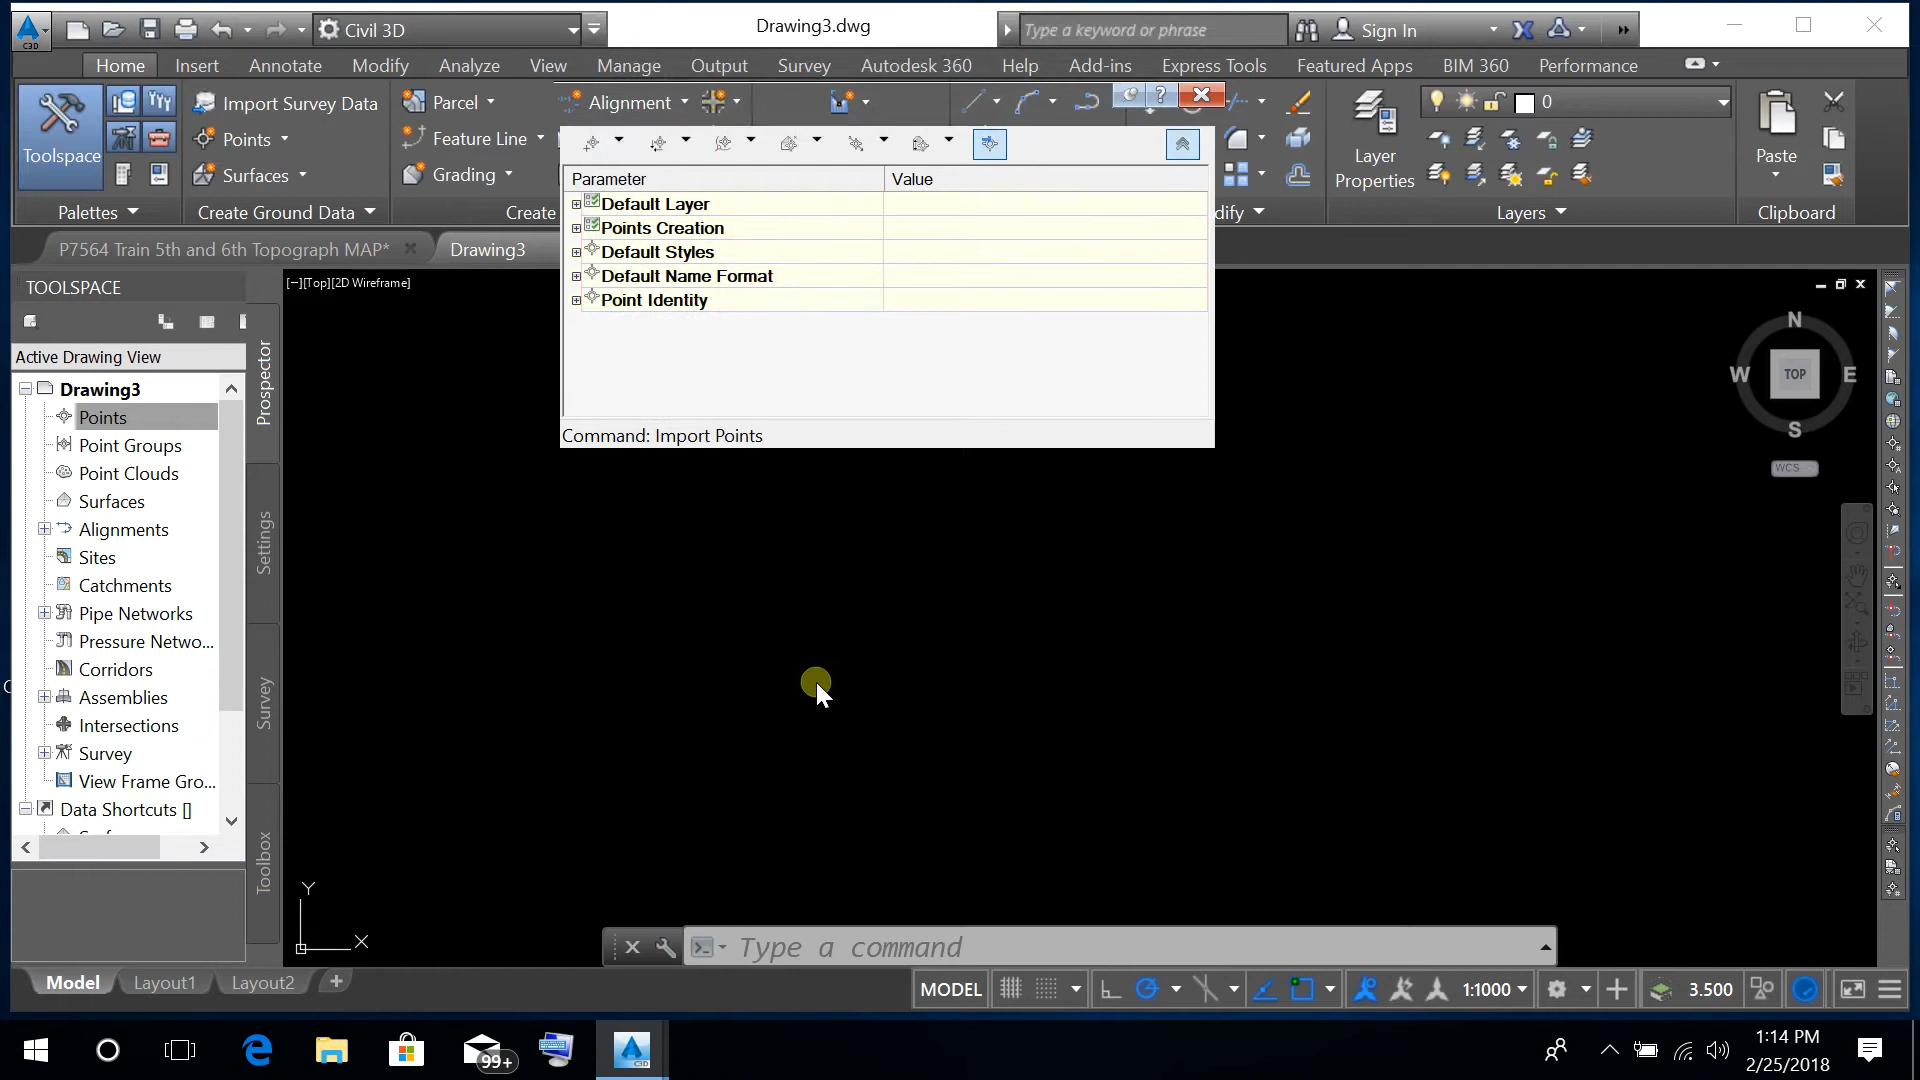 C3D
Civil 3D
Drawing3.dwg
Type a keyword or phrase
Sign In
Home
Insert
Annotate
Modify
Analyze
View
Manage
Output
Survey
Autodesk 360
Help
Add-ins
Express Tools
Featured Apps
BIM 360
Performance
Toolspace
Import Survey Data
Points
Surfaces
Parcel
Feature Line
Grading
Alignment
?
Layer
Properties
0
Paste
Palettes
Create Ground Data
Create
dify
Layers
Clipboard
P7564 Train 5th and 6th Topograph MAP*
Drawing3
Parameter
Value
Default Layer
Points Creation
Default Styles
Default Name Format
Point Identity
Command: Import Points
[−][Top][2D Wireframe]
TOOLSPACE
Active Drawing View
Drawing3
Points
Point Groups
Point Clouds
Surfaces
Alignments
Sites
Catchments
Pipe Networks
Pressure Netwo...
Corridors
Assemblies
Intersections
Survey
View Frame Gro...
Data Shortcuts []
Prospector
Settings
Survey
Toolbox
N
W
TOP
E
S
WCS
Y
X
Type a command
Model
Layout1
Layout2
MODEL
1:1000
3.500
99+
1:14 PM
2/25/2018